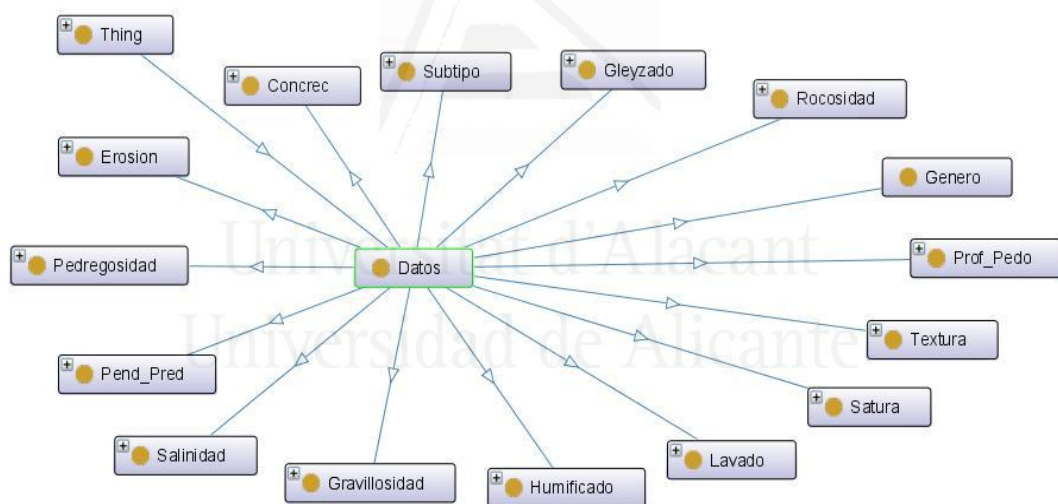 Thing
Subtipo
Gleyzado
Concrec
Rocosidad
Erosion
Genero
Universitat d'Alacant
Pedregosidad
Datos
Prof_Pedo
Universidad de Alicante
Textura
Pend_Pred
Satura
Salinidad
Lavado
Gravillosidad
Humificado